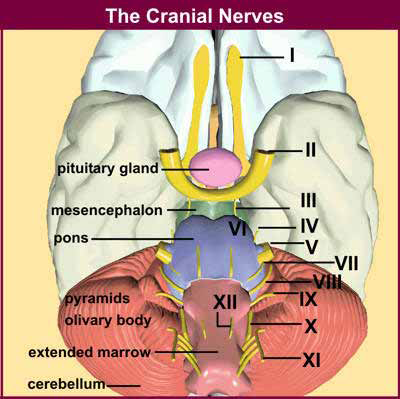 The Cranial Nerves
I
II
pituitary gland
III
mesencephalon
IV
VI
pons
V
VII
VIII
pyramids
IX
XII
olivary body
X
extended marrow
XI
cerebellum